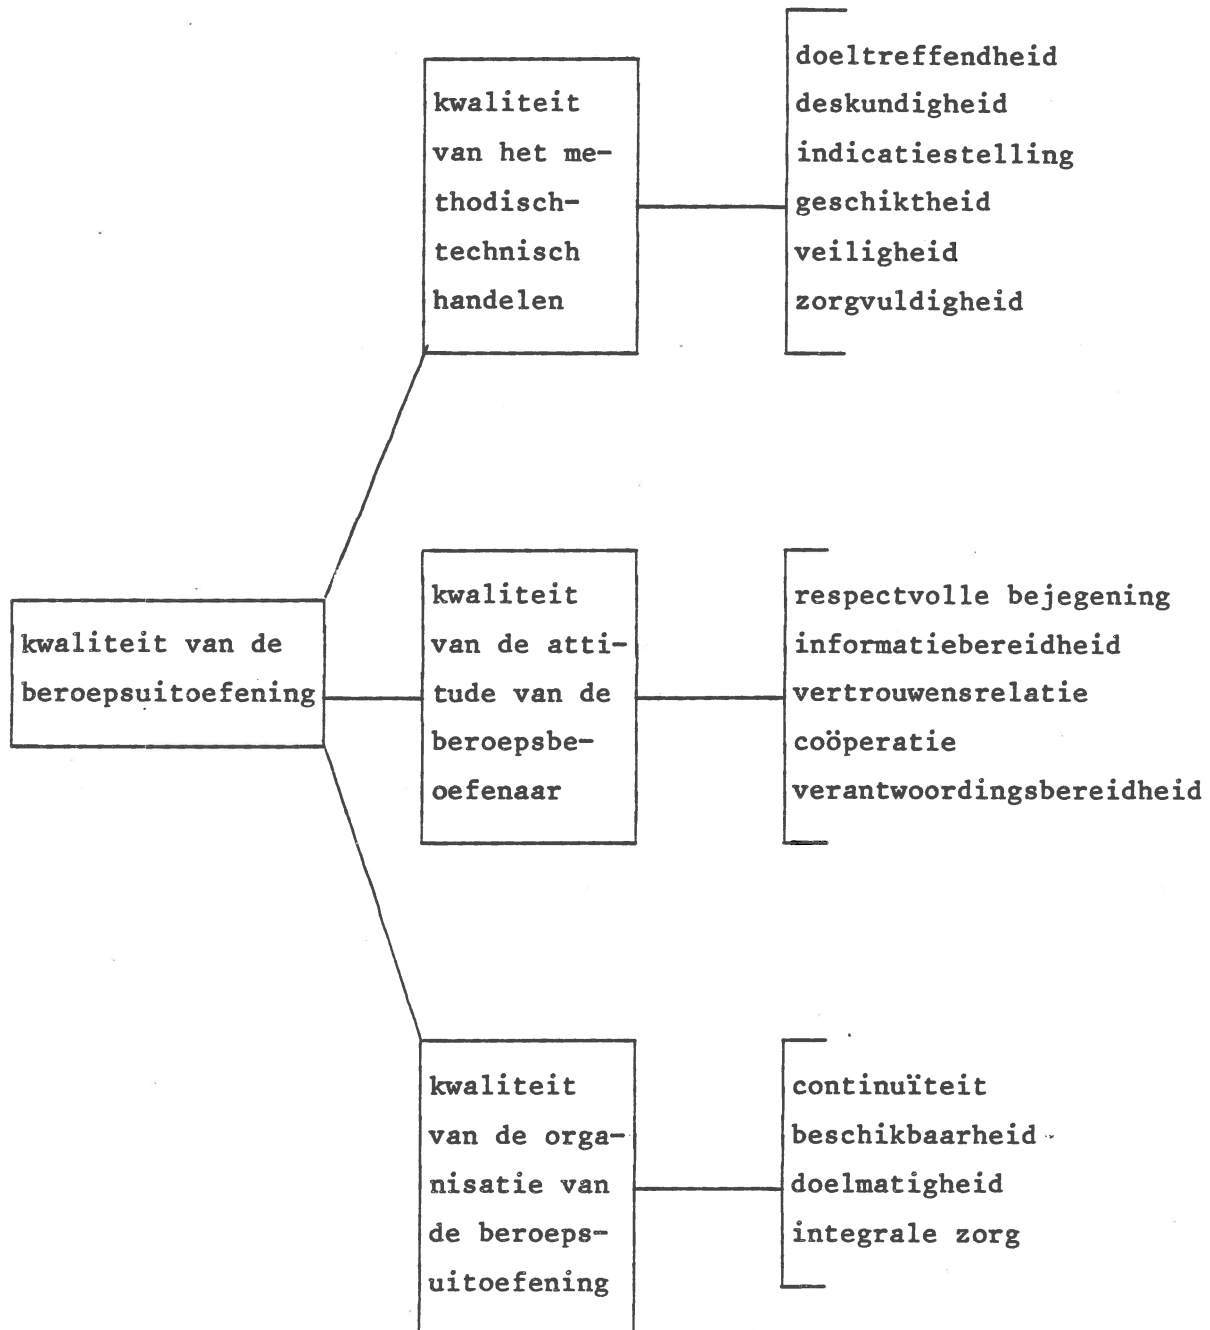 kwaliteit van de
beroepsuitoefening
kwaliteit
van het me-
thodisch-
technisch
handelen
doeltreffendheid
deskundigheid
indicatiestelling
geschiktheid
veiligheid
zorgvuldigheid
kwaliteit
van de atti-
tude van de
beroepsbe-
oefenaar
respectvolle bejegening
informatiebereidheid
vertrouwensrelatie
coöperatie
verantwoordingsbereidheid
kwaliteit
van de orga-
nisatie van
de beroeps-
uitoefening
continuïteit
beschikbaarheid
doelmatigheid
integrale zorg